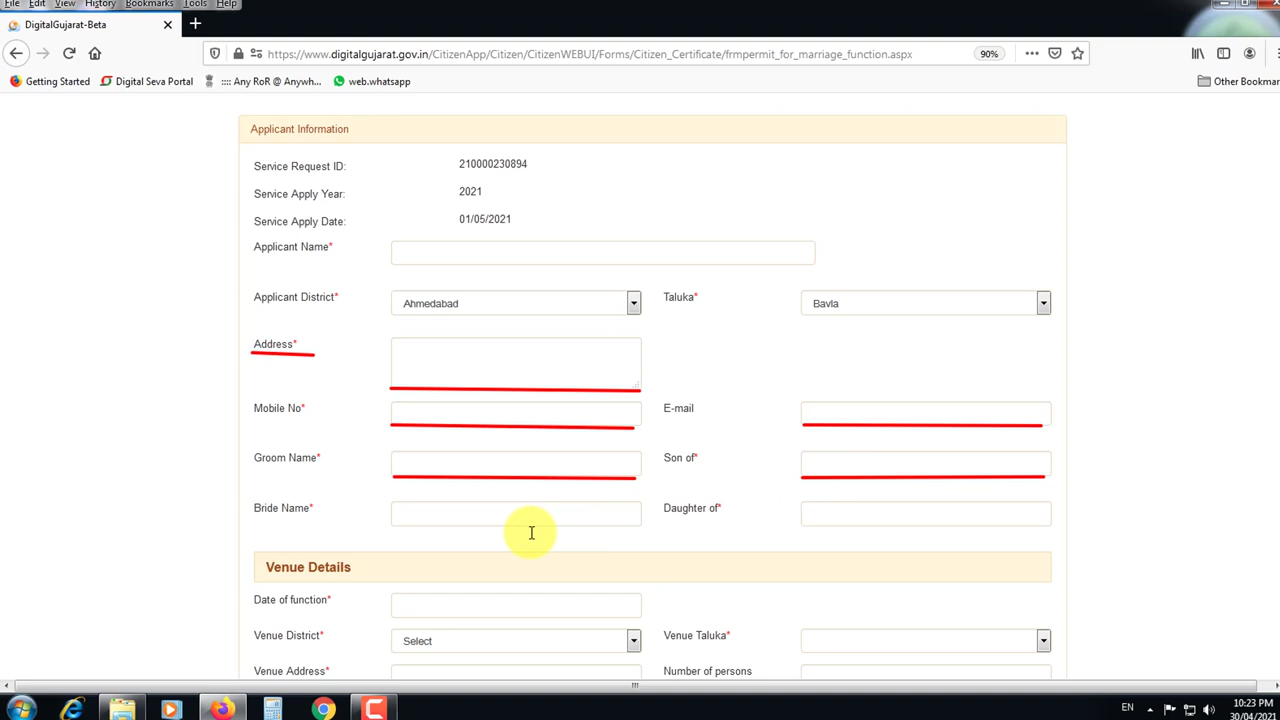 File Edit View History Bookmarks Tools Help
DigitalGujarat-Beta
https://www.digitalgujarat.gov.in/CitizenApp/Citizen/CitizenWEBUI/Forms/Citizen_Certificate/frmpermit_for_marriage_function.aspx 90%
Getting Started Digital Seva Portal :::: Any RoR @ Anywh... web.whatsapp Other Bookmar
Applicant Information
Service Request ID: 210000230894
Service Apply Year: 2021
Service Apply Date: 01/05/2021
Applicant Name*
Applicant District* Ahmedabad Taluka* Bavla
Address*
Mobile No* E-mail
Groom Name* Son of*
Bride Name* Daughter of*
Venue Details
Date of function*
Venue District* Select Venue Taluka*
Venue Address* Number of persons
EN 10:23 PM
30/04/2021